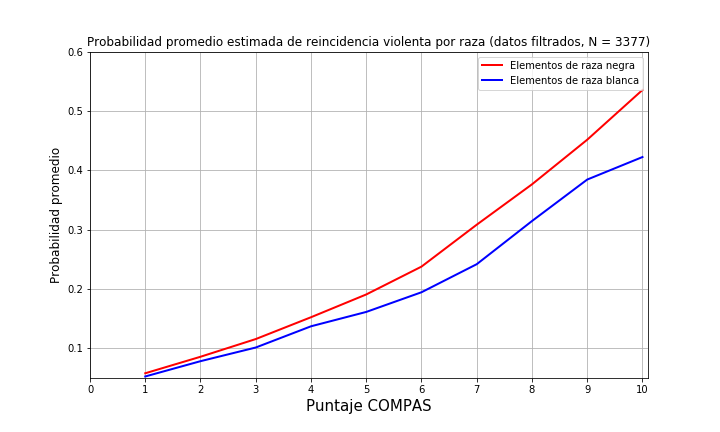 Probabilidad promedio estimada de reincidencia violenta por raza (datos filtrados, N = 3377)
Elementos de raza negra
Elementos de raza blanca
Probabilidad promedio
0.6
0.5
0.4
0.3
0.2
0.1
0 1 2 3 4 5 6 7 8 9 10
Puntaje COMPAS